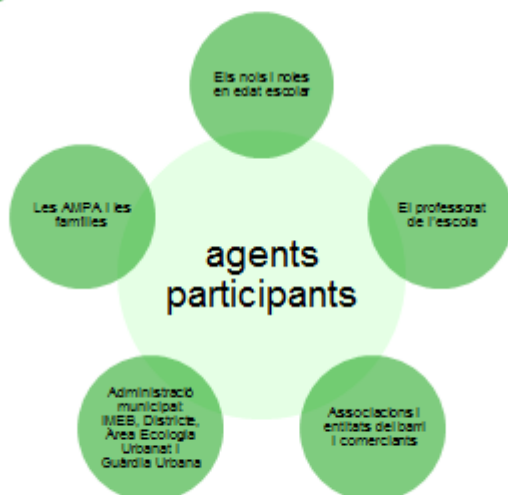 Els nois i noies
en edat escolar
Les AMPA i les
famílies
El professorat
de l'escola
agents
participants
Administració
municipal:
IMEB, Districte,
Àrea Ecologia
Urbanat i
Guàrdia Urbana
Associacions i
entitats del barri
i comerciants